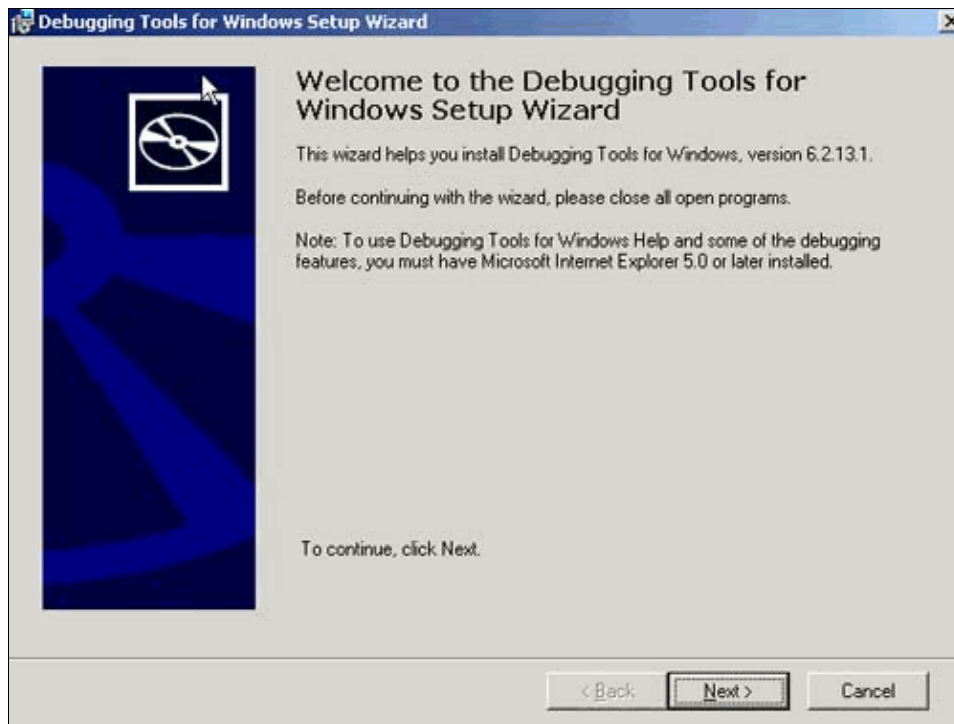 Debugging Tools for Windows Setup Wizard
Welcome to the Debugging Tools for
Windows Setup Wizard
This wizard helps you install Debugging Tools for Windows, version 6.2.13.1.
Before continuing with the wizard, please close all open programs.
Note: To use Debugging Tools for Windows Help and some of the debugging
features, you must have Microsoft Internet Explorer 5.0 or later installed.
To continue, click Next.
< Back
Next >
Cancel